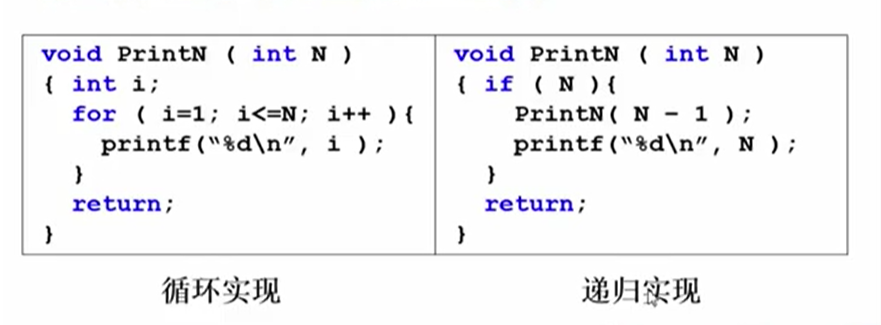 void PrintN ( int N )
{ int i;
for ( i=1; i<=N; i++ ){
printf(“%d\n”, i );
}
return;
}
void PrintN ( int N )
{ if ( N ){
PrintN( N - 1 );
printf(“%d\n”, N );
}
return;
}
循环实现
递归实现